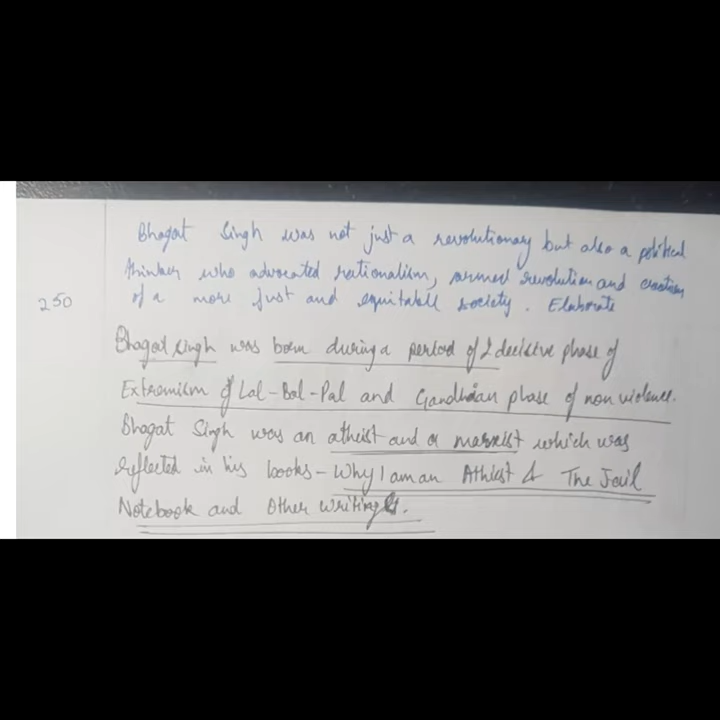 Bhagat Singh was not just a revolutionary but also a political
thinker who advocated rationalism, armed revolution and creation
250
of a more just and equitable society. Elaborate
Bhagat Singh was born during a period of 2 decisive phase of
Extremism of Lal-Bal-Pal and Gandhian phase of non violence.
Bhagat Singh was an atheist and a marxist which was
reflected in his books - Why I am an Athiest & The Jail
Notebook and Other writings.